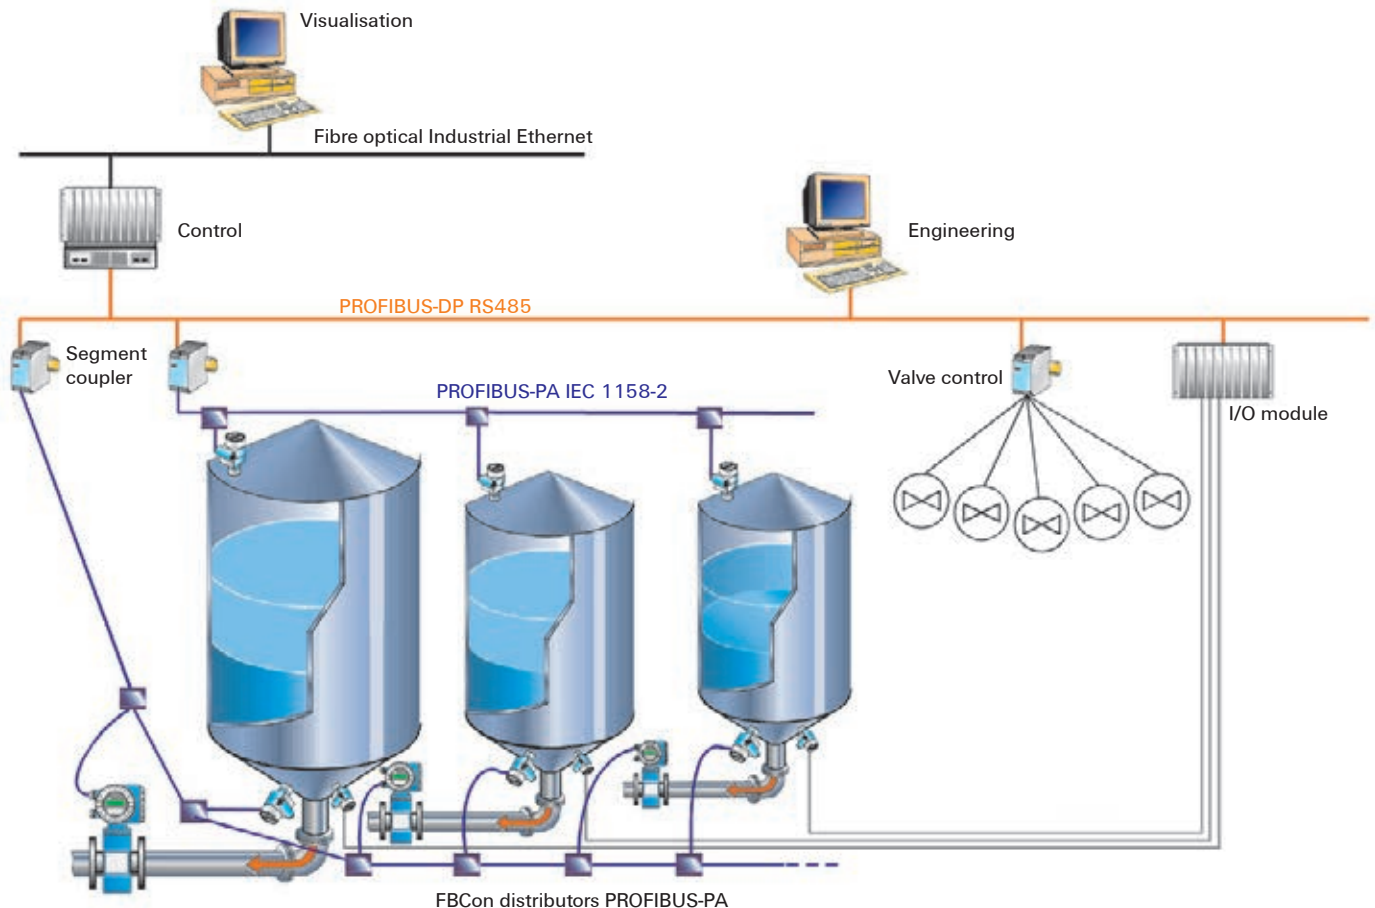 Visualisation
Fibre optical Industrial Ethernet
Control
Engineering
PROFIBUS-DP RS485
Segment
coupler
PROFIBUS-PA IEC 1158-2
Valve control
I/O module
FBCon distributors PROFIBUS-PA